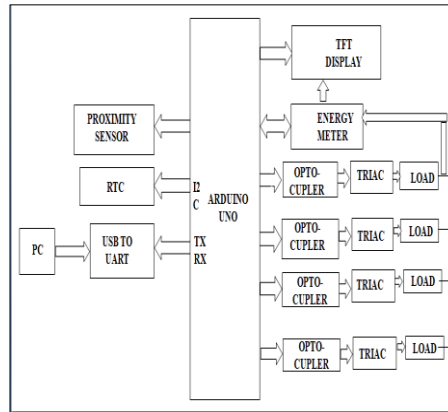 TFT
DISPLAY
PROXIMITY
SENSOR
ENERGY
METER
RTC
I2
C
ARDUINO
UNO
OPTO-
CUPLER
TRIAC
LOAD
PC
USB TO
UART
TX
RX
OPTO-
CUPLER
TRIAC
LOAD
OPTO-
CUPLER
TRIAC
LOAD
OPTO-
CUPLER
TRIAC
LOAD